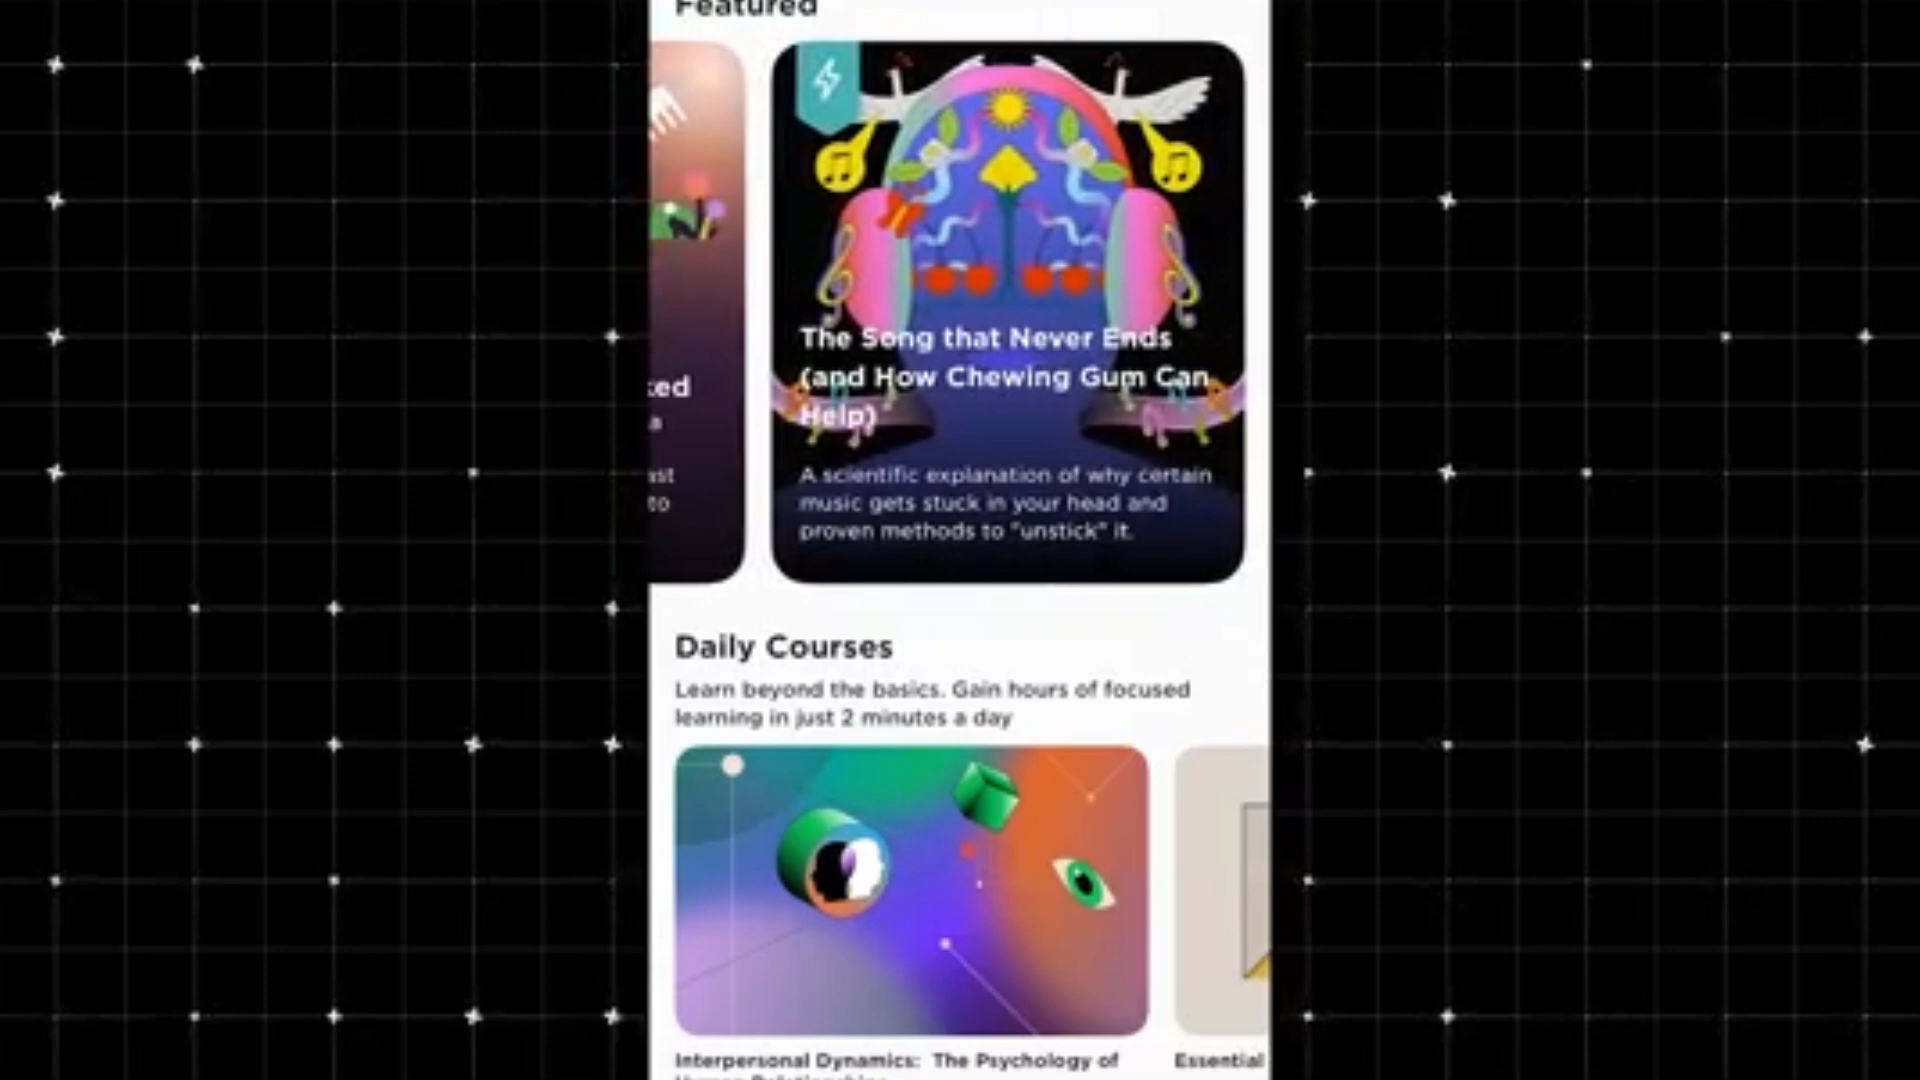 Featured
The Song that Never Ends
(and How Chewing Gum Can
Help)
A scientific explanation of why certain
music gets stuck in your head and
proven methods to "unstick" it.
Daily Courses
Learn beyond the basics. Gain hours of focused
learning in just 2 minutes a day
Interpersonal Dynamics: The Psychology of
Human Relationships
Essential